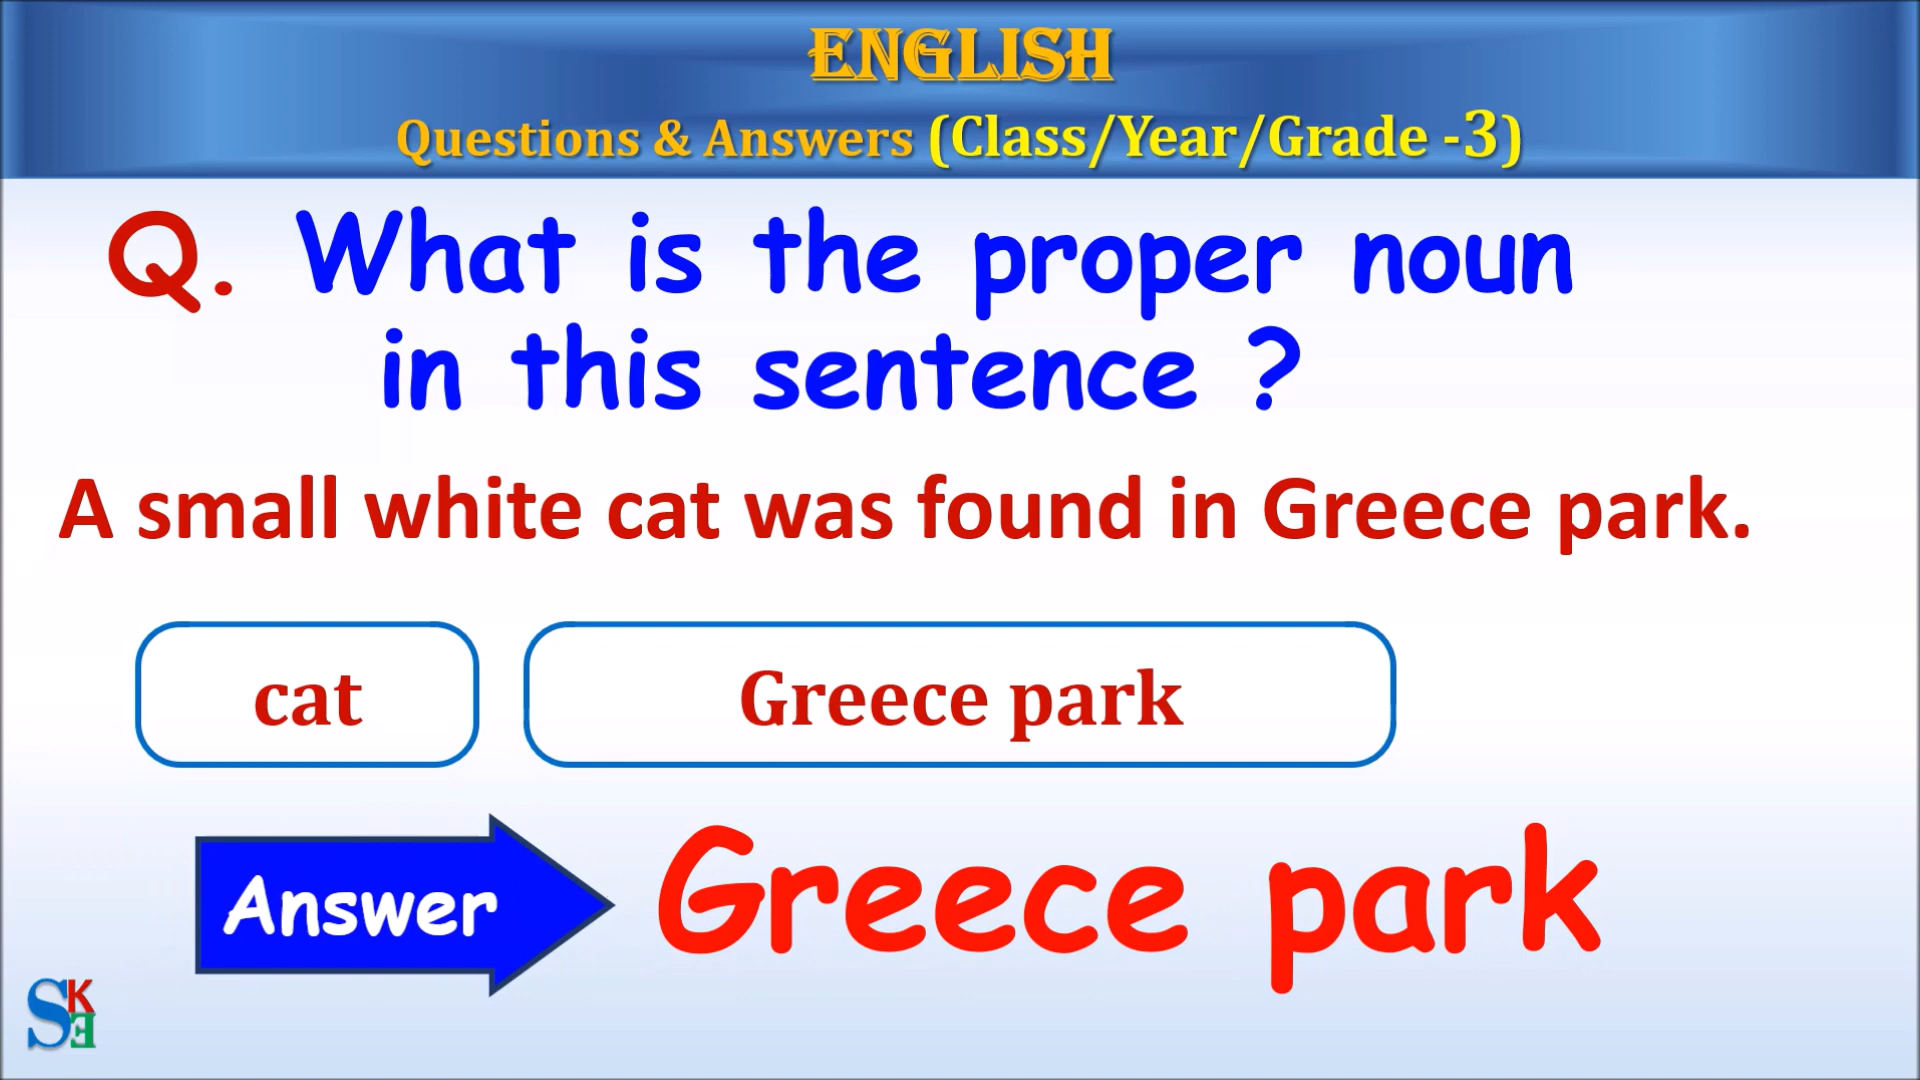 ENGLISH
Questions & Answers (Class/Year/Grade -3)
Q. What is the proper noun
in this sentence ?
A small white cat was found in Greece park.
cat
Greece park
Answer
Greece park
SKE